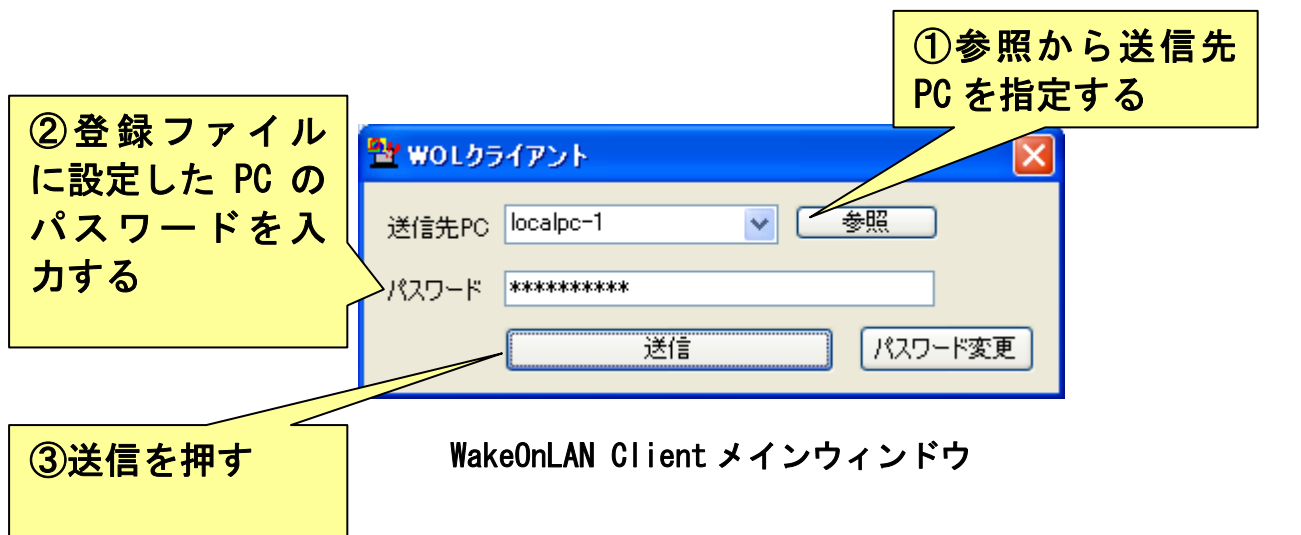 ①参照から送信先
PCを指定する
②登録ファイル
に設定した PC の
パスワードを入
力する
WOLクライアント
送信先PC localpc-1 参照
パスワード **********
送信 パスワード変更
③送信を押す
WakeOnLAN Client メインウィンドウ